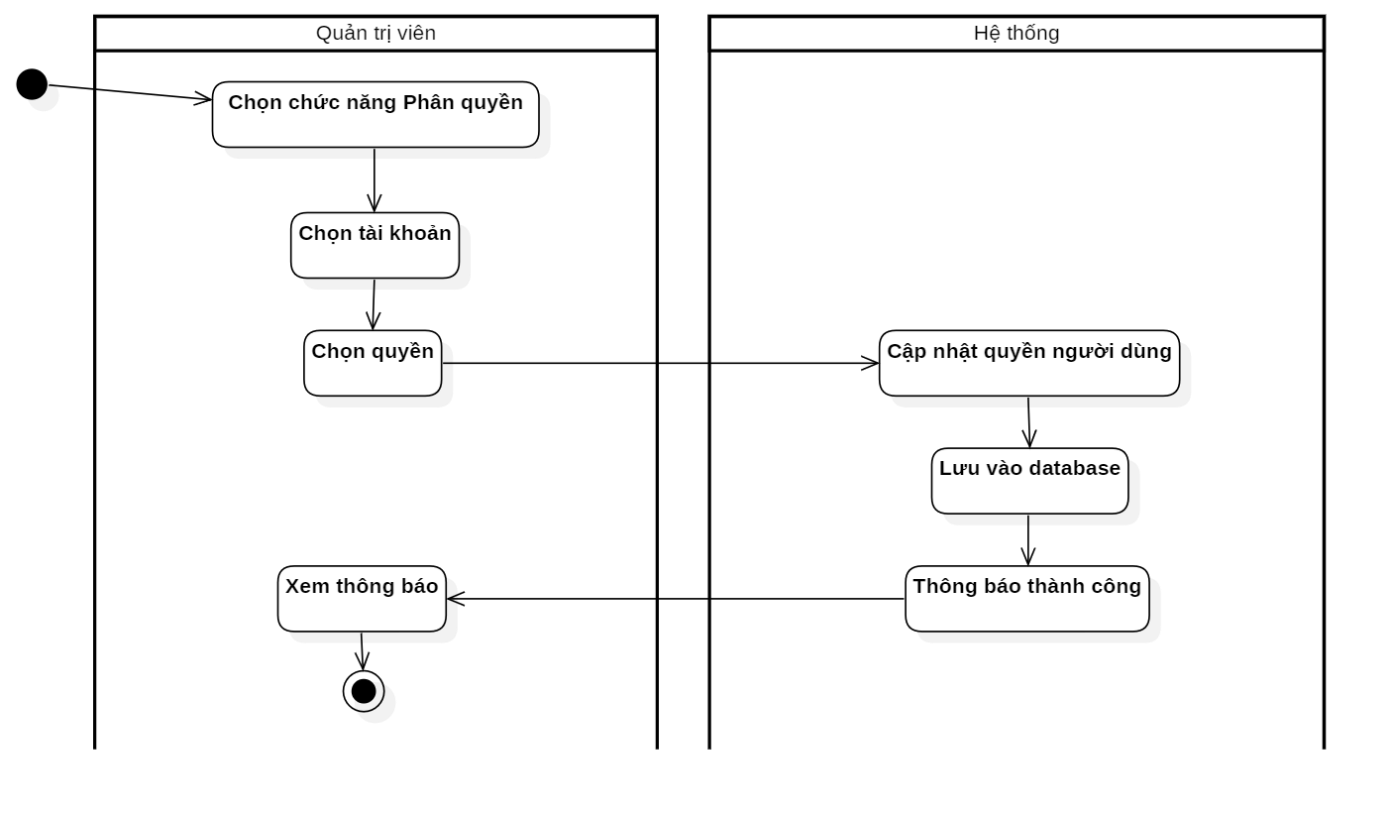 Quản trị viên
Hệ thống
Chọn chức năng Phân quyền
Chọn tài khoản
Chọn quyền
Cập nhật quyền người dùng
Lưu vào database
Thông báo thành công
Xem thông báo